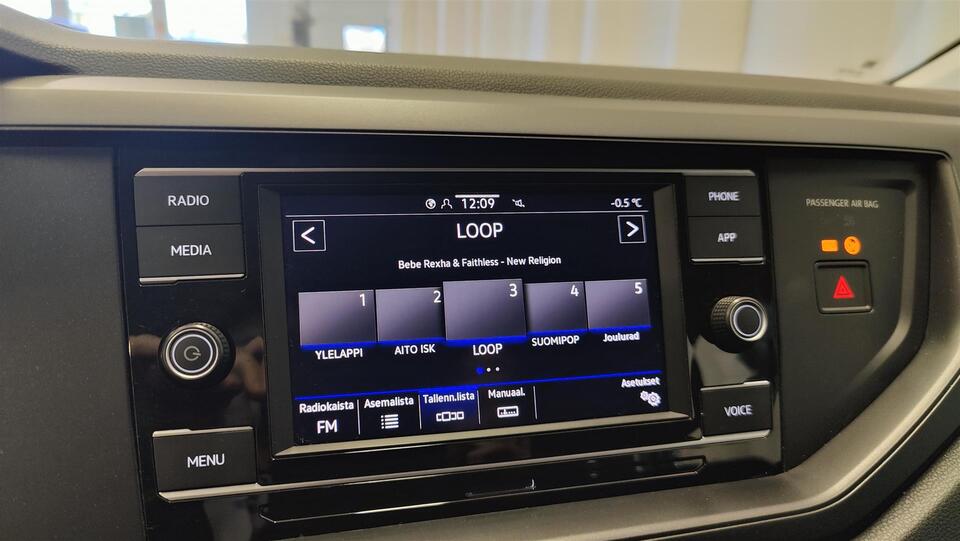 RADIO
MEDIA
MENU
12:09
-0.5 °C
<
LOOP
>
Bebe Rexha & Faithless - New Religion
1
2
3
4
5
YLELAPPI
AITO ISK
LOOP
SUOMIPOP
Joulurad
Radiokaista
FM
Asemalista
Tallenn.lista
Manuaal.
Asetukset
PHONE
APP
VOICE
PASSENGER AIR BAG